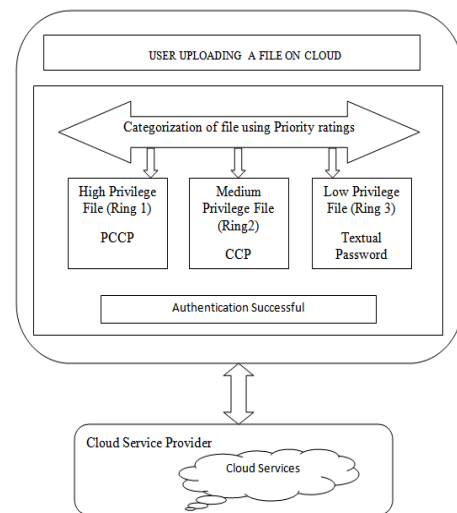 USER UPLOADING A FILE ON CLOUD
Categorization of file using Priority ratings
High Privilege
File (Ring 1)
PCCP
Medium
Privilege File
(Ring2)
CCP
Low Privilege
File (Ring 3)
Textual
Password
Authentication Successful
Cloud Service Provider
Cloud Services